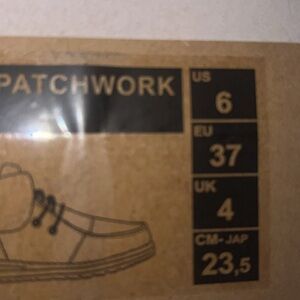 PATCHWORK
US
6
EU
37
UK
4
CM- JAP
23,5